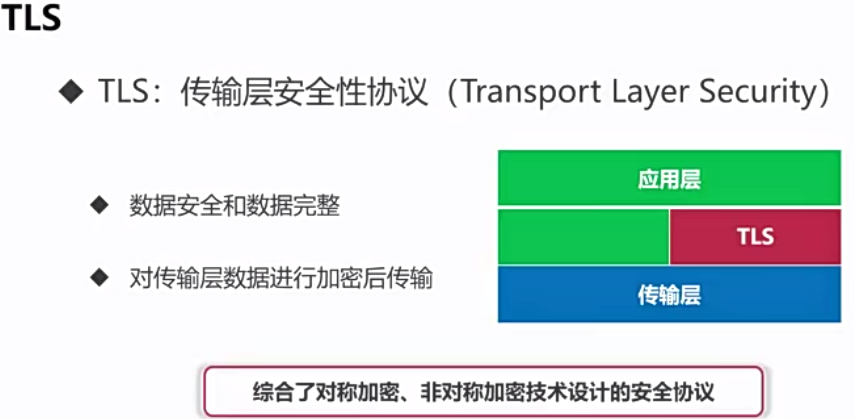 TLS
◆ TLS：传输层安全性协议（Transport Layer Security）
◆ 数据安全和数据完整
◆ 对传输层数据进行加密后传输
应用层
TLS
传输层
综合了对称加密、非对称加密技术设计的安全协议